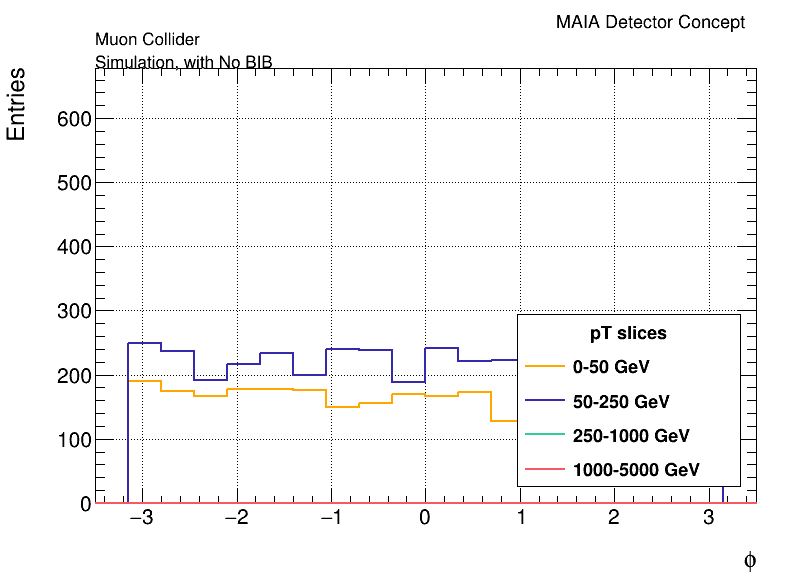 MAIA Detector Concept
Muon Collider
Simulation, with No BIB
Entries
600
500
400
300
200
100
0
pT slices
0-50 GeV
50-250 GeV
250-1000 GeV
1000-5000 GeV
−3 −2 −1 0 1 2 3
ϕ